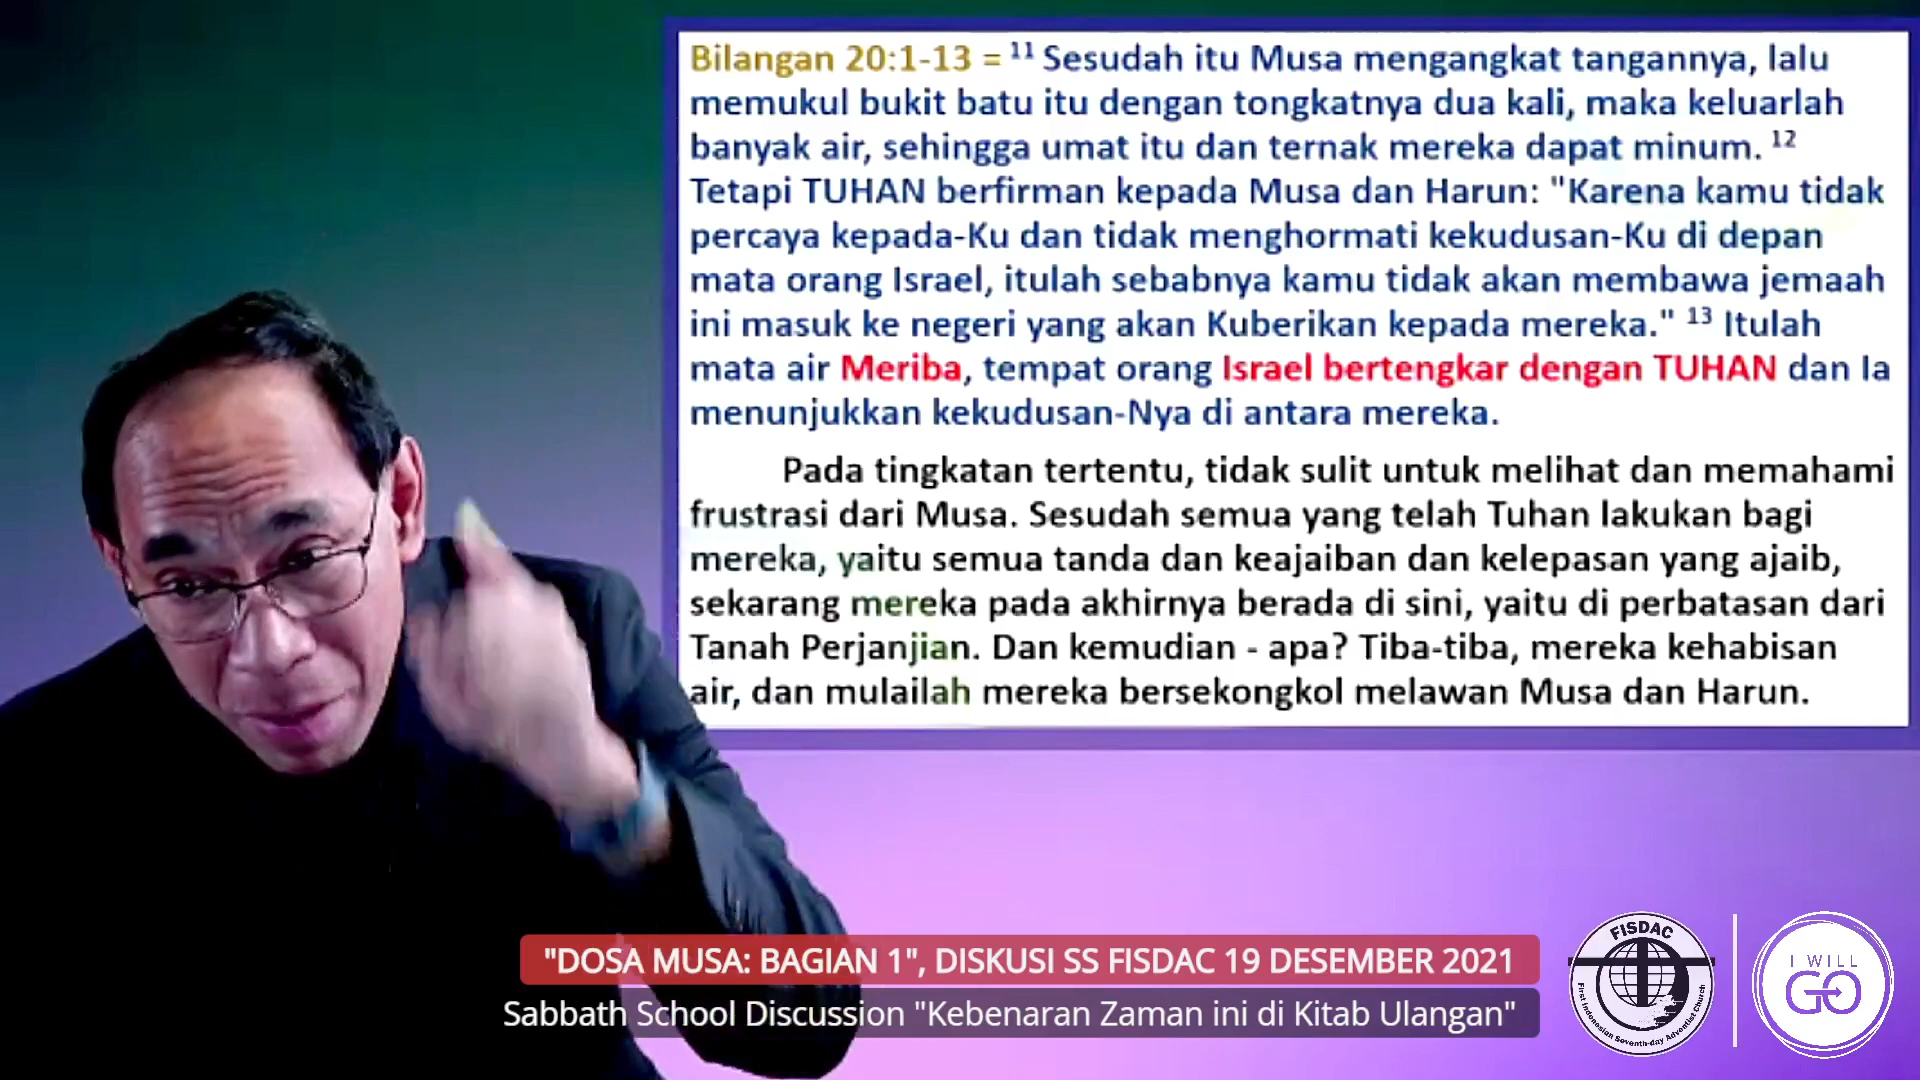 Bilangan 20:1-13 = 11 Sesudah itu Musa mengangkat tangannya, lalu
memukul bukit batu itu dengan tongkatnya dua kali, maka keluarlah
banyak air, sehingga umat itu dan ternak mereka dapat minum. 12
Tetapi TUHAN berfirman kepada Musa dan Harun: "Karena kamu tidak
percaya kepada-Ku dan tidak menghormati kekudusan-Ku di depan
mata orang Israel, itulah sebabnya kamu tidak akan membawa jemaah
ini masuk ke negeri yang akan Kuberikan kepada mereka." 13 Itulah
mata air Meriba, tempat orang Israel bertengkar dengan TUHAN dan Ia
menunjukkan kekudusan-Nya di antara mereka.
Pada tingkatan tertentu, tidak sulit untuk melihat dan memahami
frustrasi dari Musa. Sesudah semua yang telah Tuhan lakukan bagi
mereka, yaitu semua tanda dan keajaiban dan kelepasan yang ajaib,
sekarang mereka pada akhirnya berada di sini, yaitu di perbatasan dari
Tanah Perjanjian. Dan kemudian - apa? Tiba-tiba, mereka kehabisan
air, dan mulailah mereka bersekongkol melawan Musa dan Harun.
"DOSA MUSA: BAGIAN 1", DISKUSI SS FISDAC 19 DESEMBER 2021
Sabbath School Discussion "Kebenaran Zaman ini di Kitab Ulangan"
FISDAC
First Indonesian Seventh-day Adventist Church
I WILL
GO